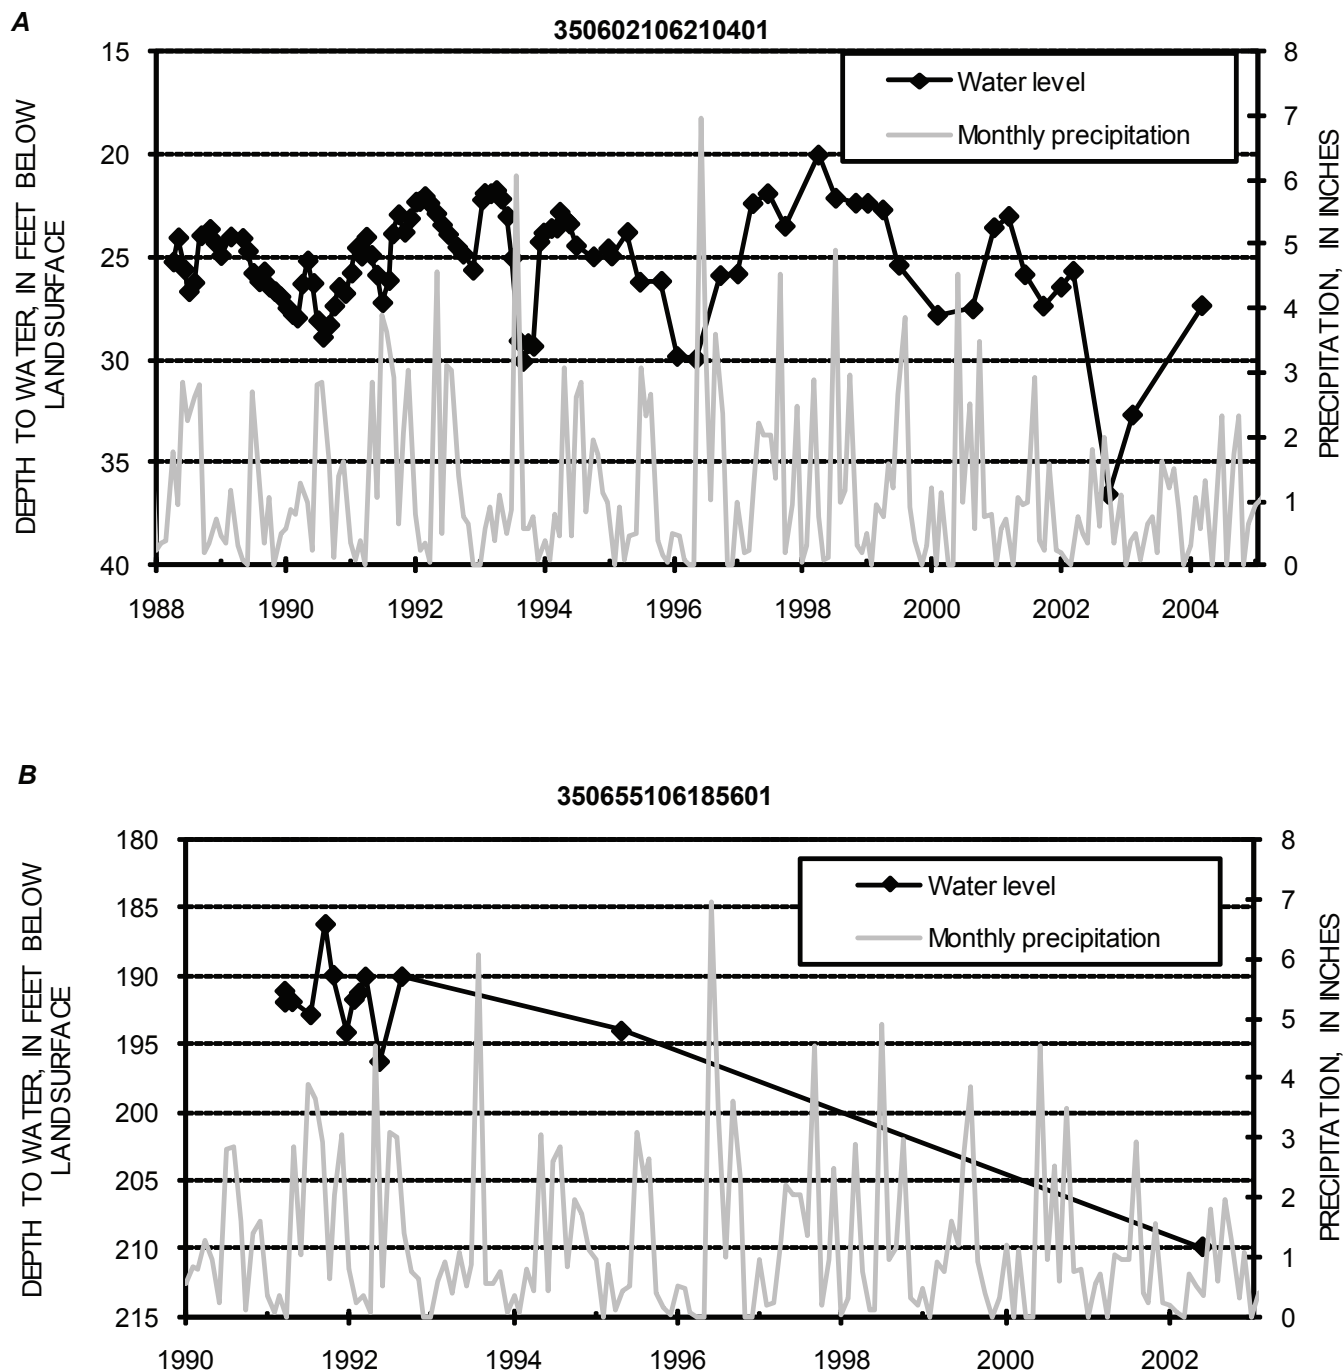 A
350602106210401
15
20
25
30
35
40
DEPTH TO WATER, IN FEET BELOW
LANDSURFACE
Water level
Monthly precipitation
8
7
6
5
4
3
2
1
0
PRECIPITATION, IN INCHES
1988 1990 1992 1994 1996 1998 2000 2002 2004
B
350655106185601
180
185
190
195
200
205
210
215
DEPTH TO WATER, IN FEET BELOW
LANDSURFACE
Water level
Monthly precipitation
8
7
6
5
4
3
2
1
0
PRECIPITATION, IN INCHES
1990 1992 1994 1996 1998 2000 2002